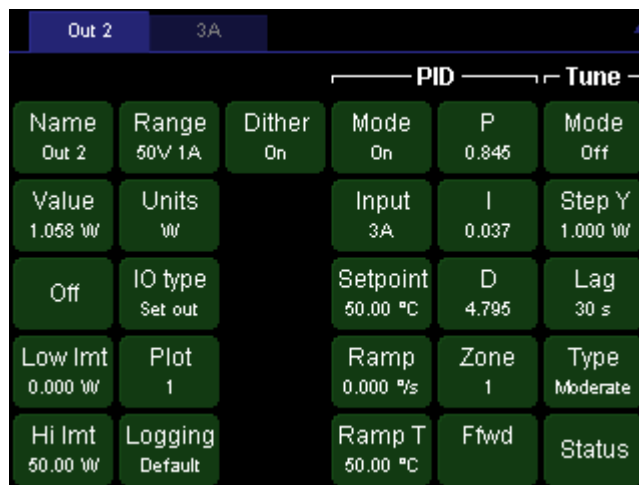 Out 2 3A
PID Tune
Name Range Dither Mode P Mode
Out 2 50V 1A On On 0.845 Off
Value Units Input I Step Y
1.058 W W 3A 0.037 1.000 W
Off IO type Setpoint D Lag
Set out 50.00 °C 4.795 30 s
Low lmt Plot Ramp Zone Type
0.000 W 1 0.000 °/s 1 Moderate
Hi lmt Logging Ramp T Ffwd Status
50.00 W Default 50.00 °C